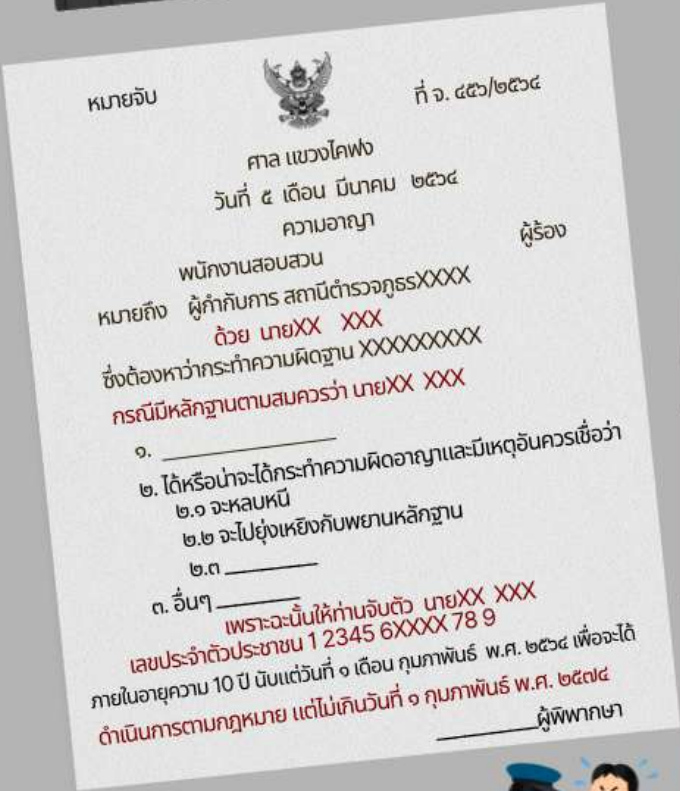 หมายจับ
ที่ จ. ๔๕๖/๒๕๖๔
ศาล แขวงไคฟง
วันที่ ๕ เดือน มีนาคม ๒๕๖๔
ความอาญา
พนักงานสอบสวน ผู้ร้อง
หมายถึง ผู้กำกับการ สถานีตำรวจภูธรXXXX
ด้วย นายXX XXX
ซึ่งต้องหาว่ากระทำความผิดฐาน XXXXXXXXX
กรณีมีหลักฐานตามสมควรว่า นายXX XXX
๑. ____________
๒. ได้หรือน่าจะได้กระทำความผิดอาญาและมีเหตุอันควรเชื่อว่า
๒.๑ จะหลบหนี
๒.๒ จะไปยุ่งเหยิงกับพยานหลักฐาน
๒.๓ ________
๓. อื่นๆ ________
เพราะฉะนั้นให้ท่านจับตัว นายXX XXX
เลขประจำตัวประชาชน 1 2345 6XXXX 78 9
ภายในอายุความ 10 ปี นับแต่วันที่ ๑ เดือน กุมภาพันธ์ พ.ศ. ๒๕๖๔ เพื่อจะได้
ดำเนินการตามกฎหมาย แต่ไม่เกินวันที่ ๑ กุมภาพันธ์ พ.ศ. ๒๕๗๔
________ผู้พิพากษา